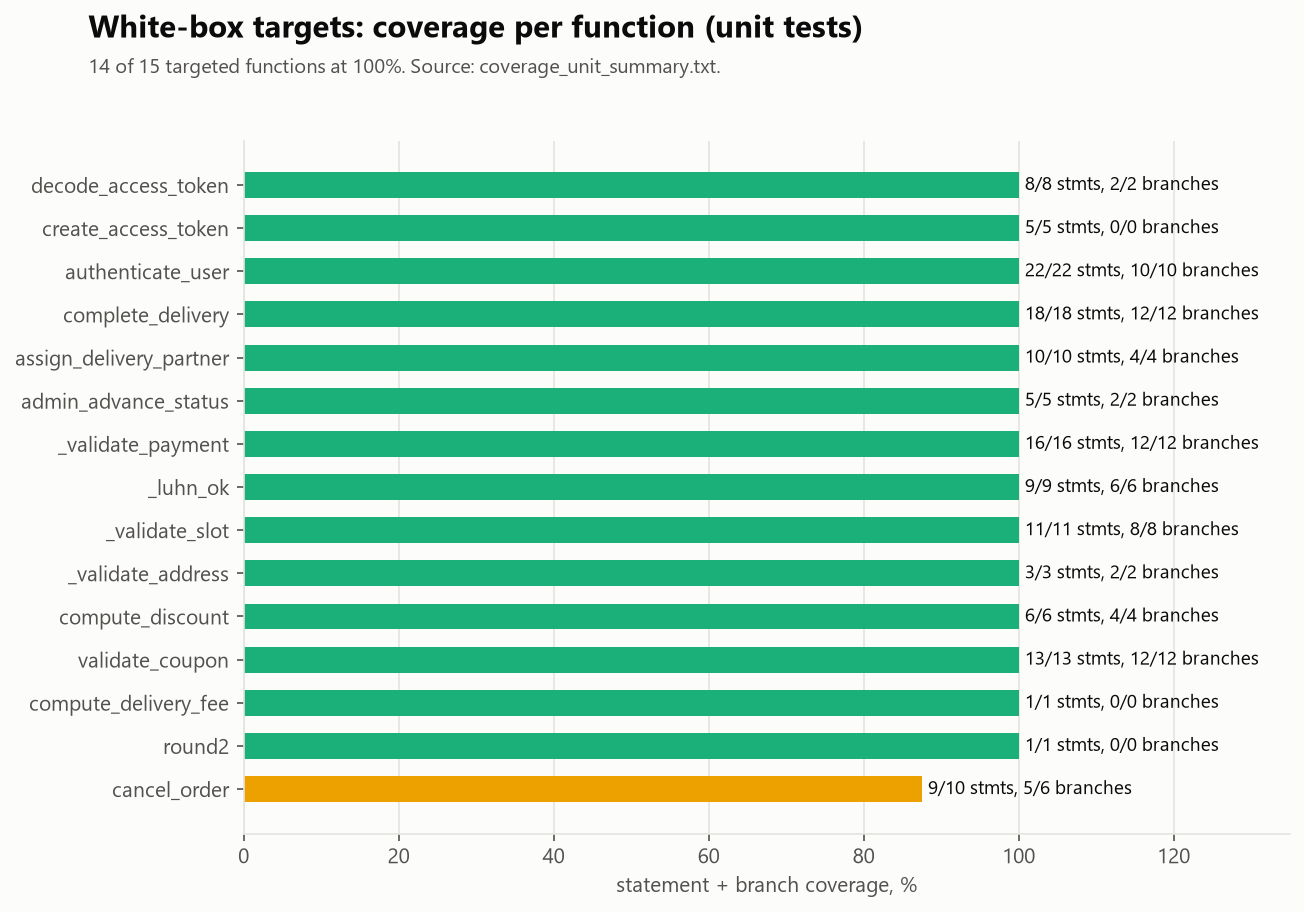 White-box targets: coverage per function (unit tests)
14 of 15 targeted functions at 100%. Source: coverage_unit_summary.txt.
decode_access_token 8/8 stmts, 2/2 branches
create_access_token 5/5 stmts, 0/0 branches
authenticate_user 22/22 stmts, 10/10 branches
complete_delivery 18/18 stmts, 12/12 branches
assign_delivery_partner 10/10 stmts, 4/4 branches
admin_advance_status 5/5 stmts, 2/2 branches
_validate_payment 16/16 stmts, 12/12 branches
_luhn_ok 9/9 stmts, 6/6 branches
_validate_slot 11/11 stmts, 8/8 branches
_validate_address 3/3 stmts, 2/2 branches
compute_discount 6/6 stmts, 4/4 branches
validate_coupon 13/13 stmts, 12/12 branches
compute_delivery_fee 1/1 stmts, 0/0 branches
round2 1/1 stmts, 0/0 branches
cancel_order 9/10 stmts, 5/6 branches
0 20 40 60 80 100 120
statement + branch coverage, %